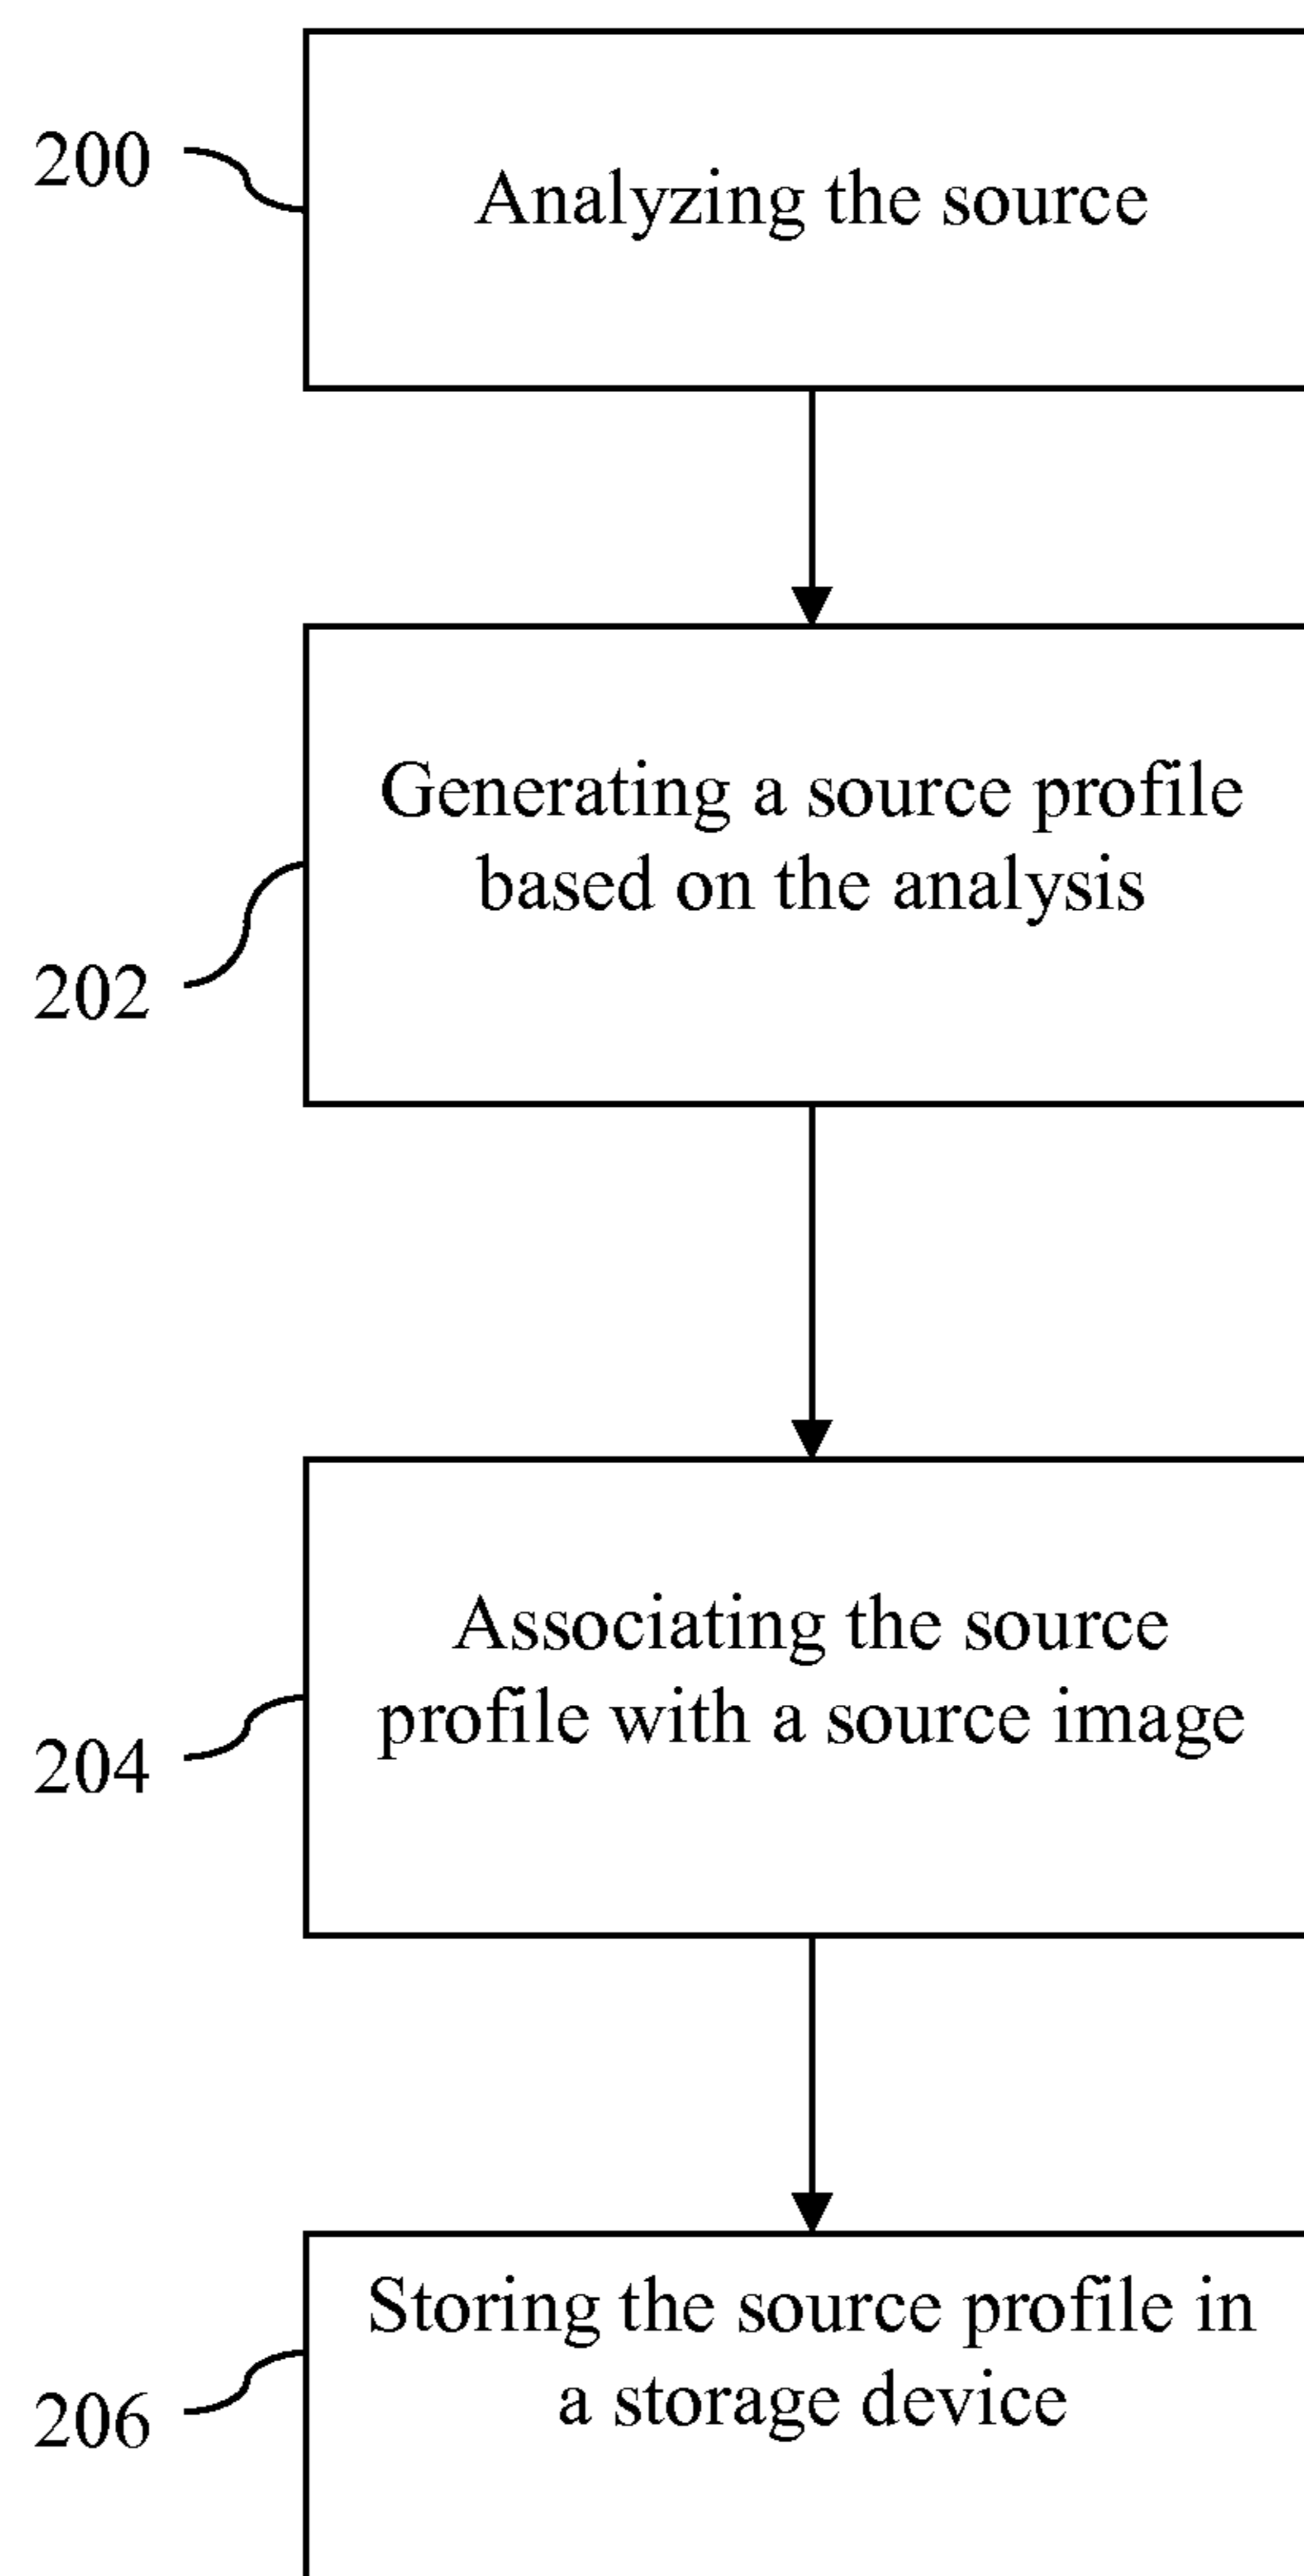 200
Analyzing the source
Generating a source profile
based on the analysis
202
Associating the source
profile with a source image
204
Storing the source profile in
a storage device
206